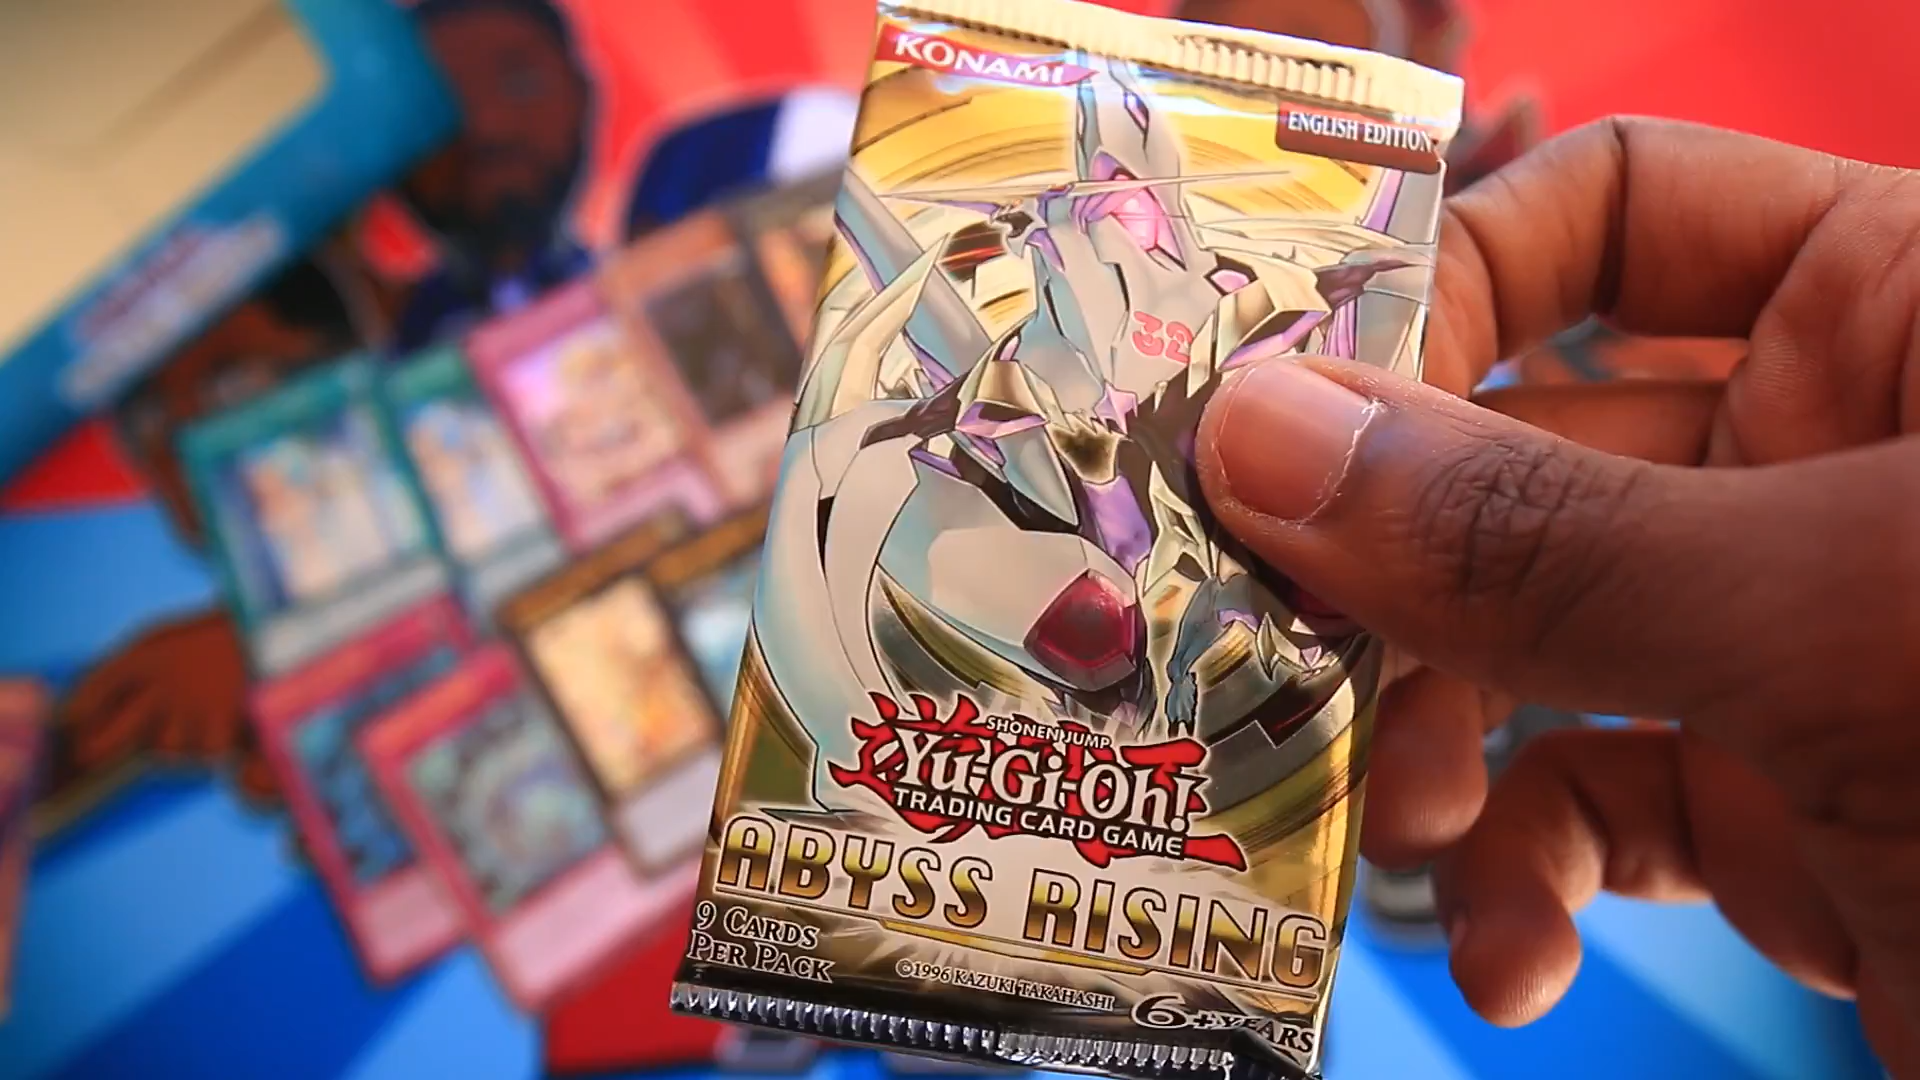 KONAMI
ENGLISH EDITION
32
SHONEN JUMP
Yu-Gi-Oh!
TRADING CARD GAME
ABYSS RISING
9 CARDS
PER PACK
©1996 KAZUKI TAKAHASHI
6+YEARS